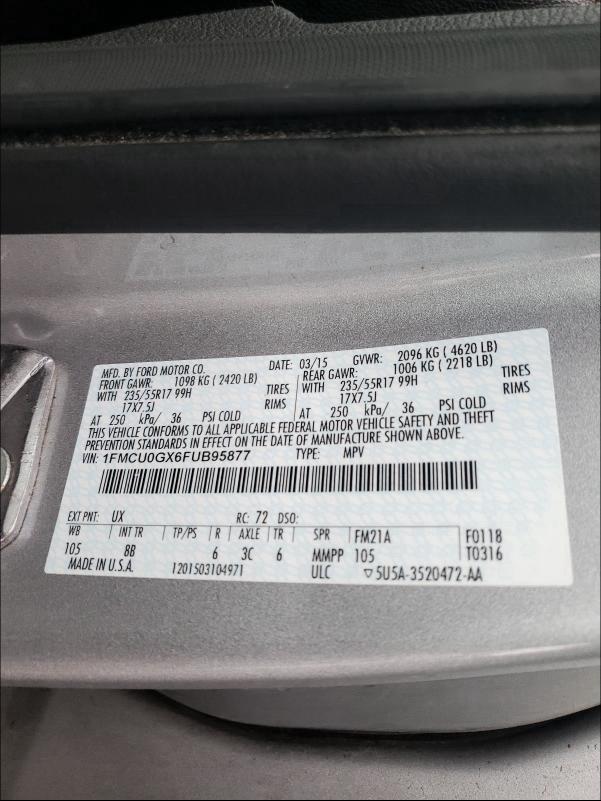 MFD. BY FORD MOTOR CO. DATE: 03/15 GVWR: 2096 KG (4620 LB)
FRONT GAWR: 1098 KG (2420 LB) REAR GAWR: 1006 KG (2218 LB)
WITH 235/55R17 99H TIRES WITH 235/55R17 99H TIRES
17X7.5J RIMS 17X7.5J RIMS
AT 250 kPa/ 36 PSI COLD AT 250 kPa/ 36 PSI COLD
THIS VEHICLE CONFORMS TO ALL APPLICABLE FEDERAL MOTOR VEHICLE SAFETY AND THEFT
PREVENTION STANDARDS IN EFFECT ON THE DATE OF MANUFACTURE SHOWN ABOVE.
VIN: 1FMCU0GX6FUB95877 TYPE: MPV
EXT PNT: UX RC: 72 DSO:
WB INT TR TP/PS R AXLE TR SPR FM21A F0118
105 8B 6 3C 6 MMPP 105 T0316
MADE IN U.S.A. 1201503104971 ULC ▽5U5A-3520472-AA